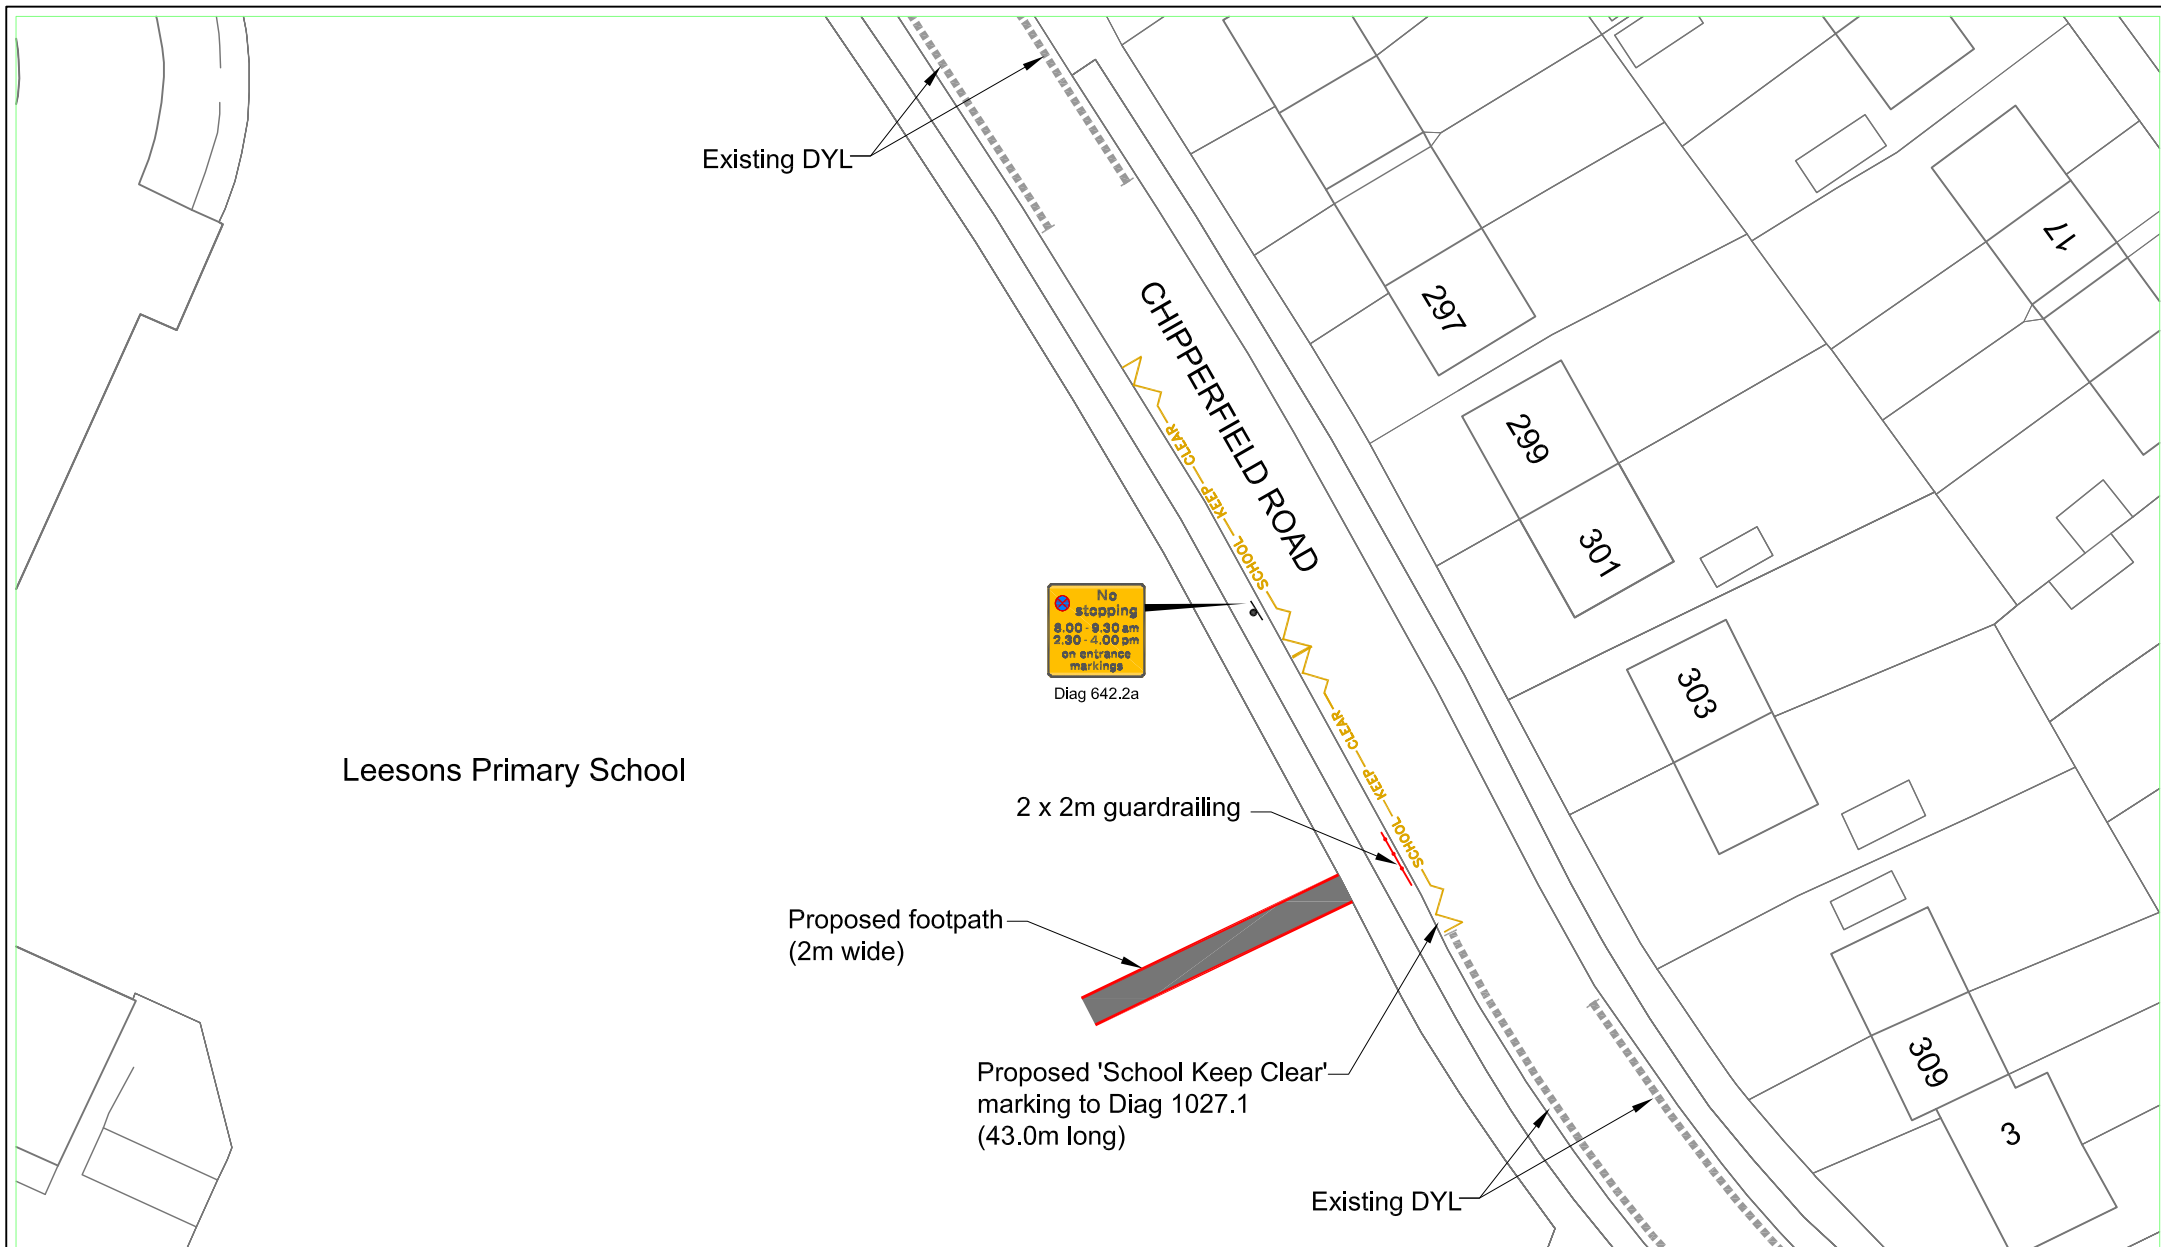 Existing DYL
17
CHIPPERFIELD ROAD
297
299
301
CLEAR
KEEP
SCHOOL
No
stopping
8.00 - 9.30 am
2.30 - 4.00 pm
on entrance
markings
Diag 642.2a
303
Leesons Primary School
CLEAR
KEEP
SCHOOL
2 x 2m guardrailing
Proposed footpath
(2m wide)
309
3
Proposed 'School Keep Clear'
marking to Diag 1027.1
(43.0m long)
Existing DYL